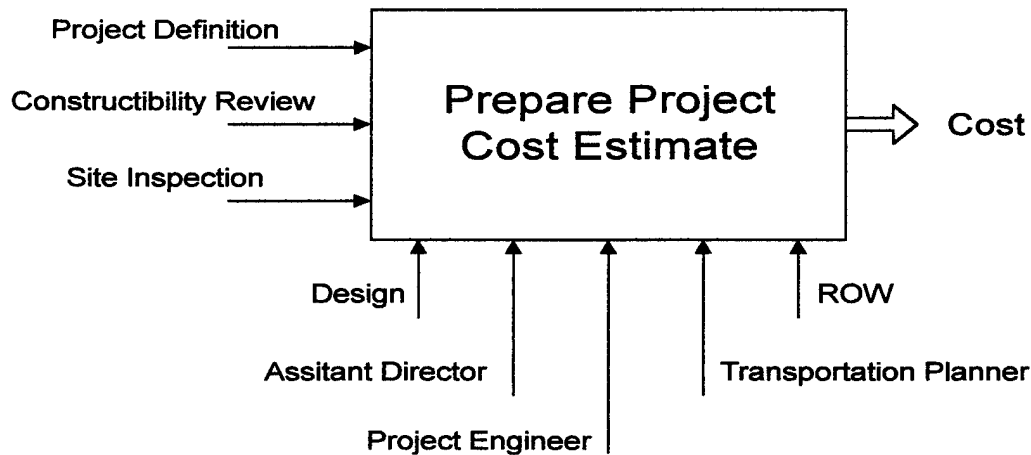 Project Definition
Constructibility Review
Site Inspection
Prepare Project
Cost Estimate
Cost
Design
ROW
Assitant Director
Transportation Planner
Project Engineer